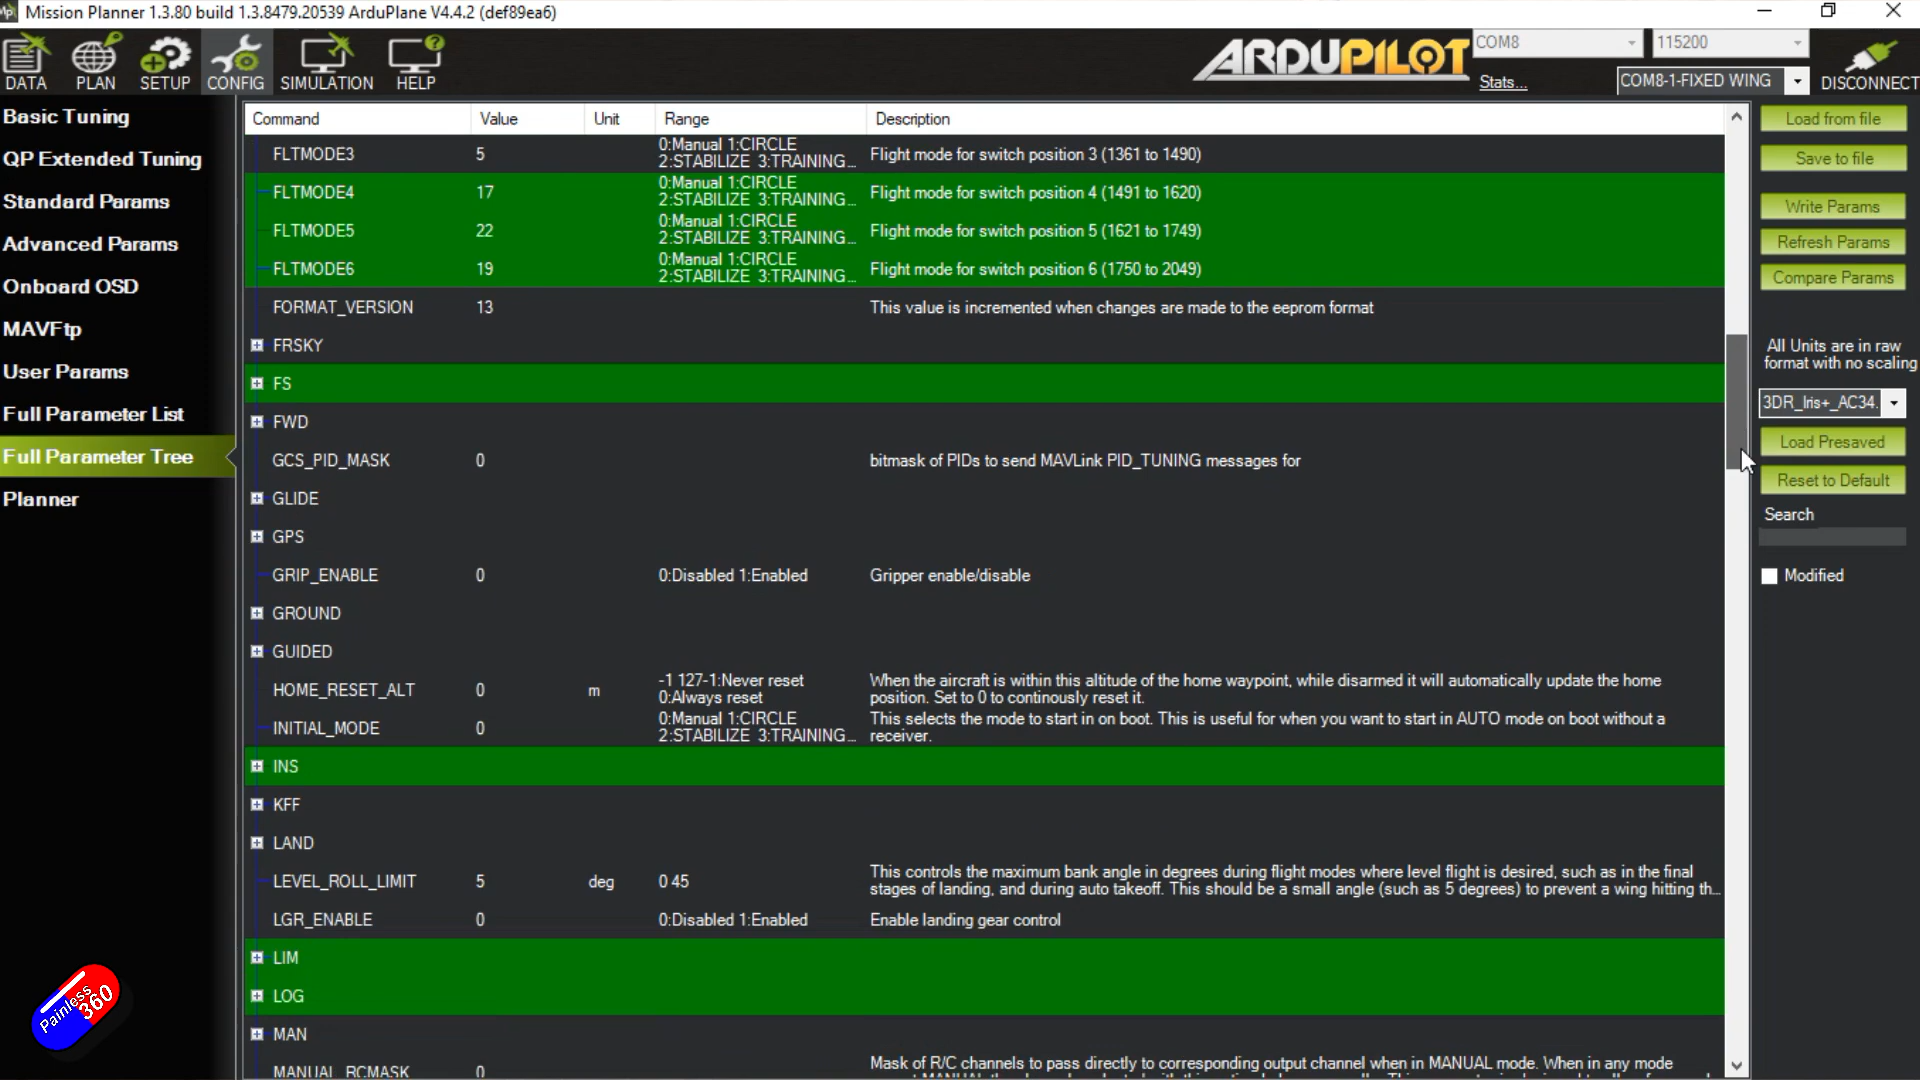 Mission Planner 1.3.80 build 1.3.8479.20539 ArduPlane V4.4.2 (def89ea6)
DATA PLAN SETUP CONFIG SIMULATION HELP
ARDUPILOT
COM8 115200
Stats... COM8-1-FIXED WING DISCONNECT
Basic Tuning
QP Extended Tuning
Standard Params
Advanced Params
Onboard OSD
MAVFtp
User Params
Full Parameter List
Full Parameter Tree
Planner
Command Value Unit Range Description
FLTMODE3 5 0:Manual 1:CIRCLE
2:STABILIZE 3:TRAINING... Flight mode for switch position 3 (1361 to 1490)
FLTMODE4 17 0:Manual 1:CIRCLE
2:STABILIZE 3:TRAINING... Flight mode for switch position 4 (1491 to 1620)
FLTMODE5 22 0:Manual 1:CIRCLE
2:STABILIZE 3:TRAINING... Flight mode for switch position 5 (1621 to 1749)
FLTMODE6 19 0:Manual 1:CIRCLE
2:STABILIZE 3:TRAINING... Flight mode for switch position 6 (1750 to 2049)
FORMAT_VERSION 13 This value is incremented when changes are made to the eeprom format
FRSKY
FS
FWD
GCS_PID_MASK 0 bitmask of PIDs to send MAVLink PID_TUNING messages for
GLIDE
GPS
GRIP_ENABLE 0 0:Disabled 1:Enabled Gripper enable/disable
GROUND
GUIDED
HOME_RESET_ALT 0 m -1 127-1:Never reset
0:Always reset When the aircraft is within this altitude of the home waypoint, while disarmed it will automatically update the home
position. Set to 0 to continously reset it.
INITIAL_MODE 0 0:Manual 1:CIRCLE
2:STABILIZE 3:TRAINING... This selects the mode to start in on boot. This is useful for when you want to start in AUTO mode on boot without a
receiver.
INS
KFF
LAND
LEVEL_ROLL_LIMIT 5 deg 0 45 This controls the maximum bank angle in degrees during flight modes where level flight is desired, such as in the final
stages of landing, and during auto takeoff. This should be a small angle (such as 5 degrees) to prevent a wing hitting th...
LGR_ENABLE 0 0:Disabled 1:Enabled Enable landing gear control
LIM
LOG
MAN
MANUAL_RCMASK 0 Mask of R/C channels to pass directly to corresponding output channel when in MANUAL mode. When in any mode
Load from file
Save to file
Write Params
Refresh Params
Compare Params
All Units are in raw
format with no scaling
3DR_Iris+_AC34.
Load Presaved
Reset to Default
Search
Modified
Painless
360